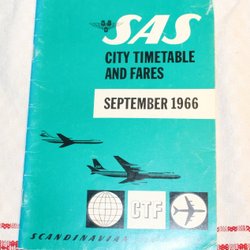 SAS
CITY TIMETABLE
AND FARES
SEPTEMBER 1966
CTF
SCANDINAVIAN